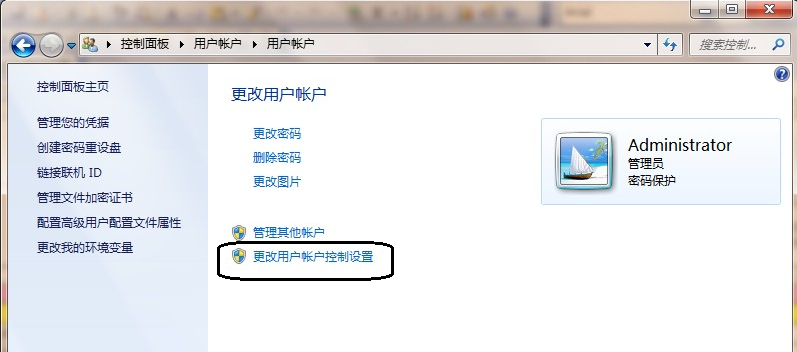 控制面板 ▸ 用户帐户 ▸ 用户帐户
搜索控制...
控制面板主页
管理您的凭据
创建密码重设盘
链接联机 ID
管理文件加密证书
配置高级用户配置文件属性
更改我的环境变量
更改用户帐户
更改密码
删除密码
更改图片
管理其他帐户
更改用户帐户控制设置
Administrator
管理员
密码保护